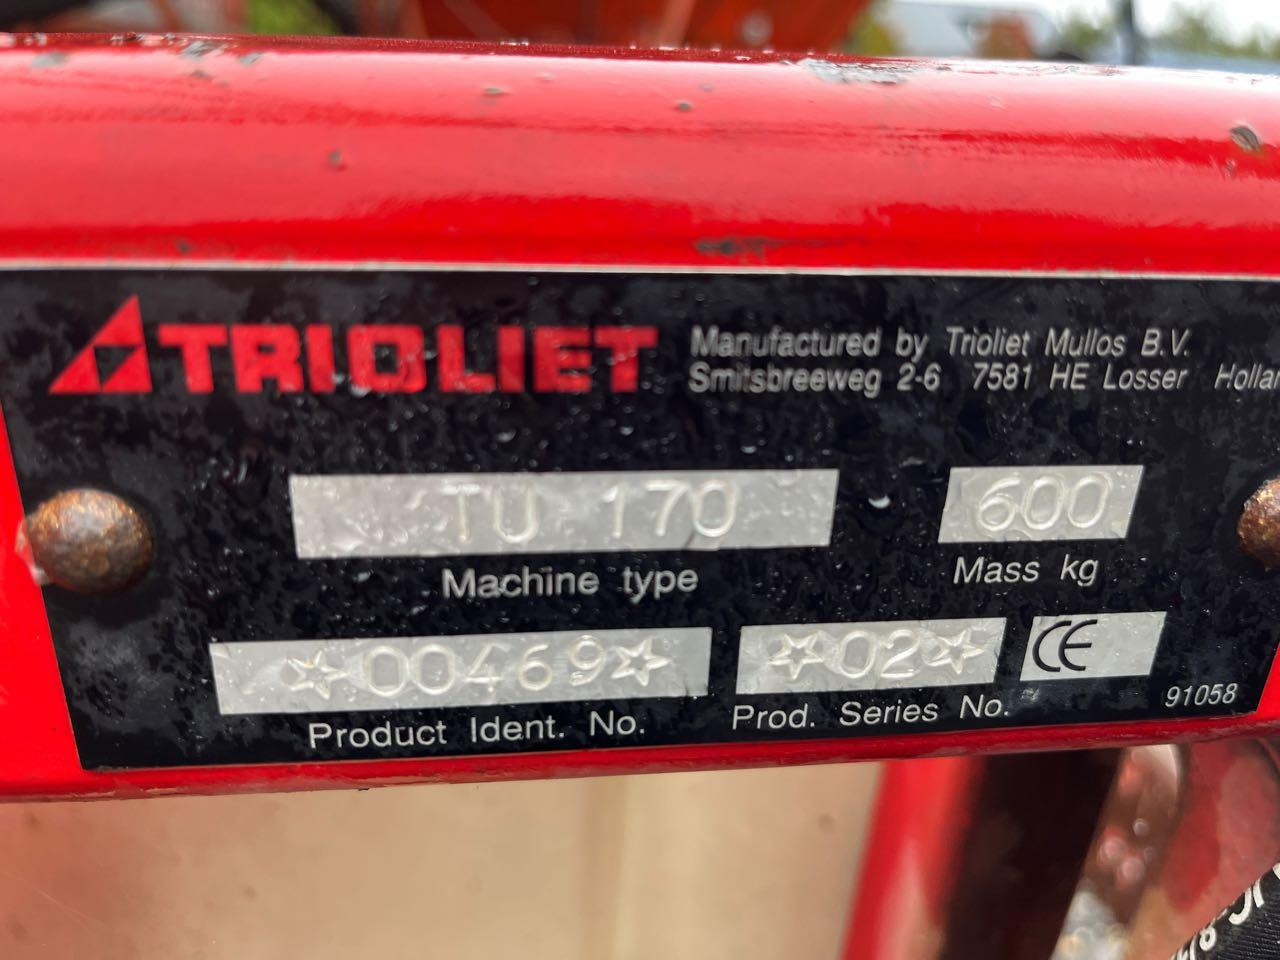 TRIOLIET
Manufactured by Trioliet Mullos B.V.
Smitsbreeweg 2-6 7581 HE Losser Hollan
TU 170
Machine type
600
Mass kg
☆00469☆
Product Ident. No.
☆02☆
Prod. Series No.
CE
91058